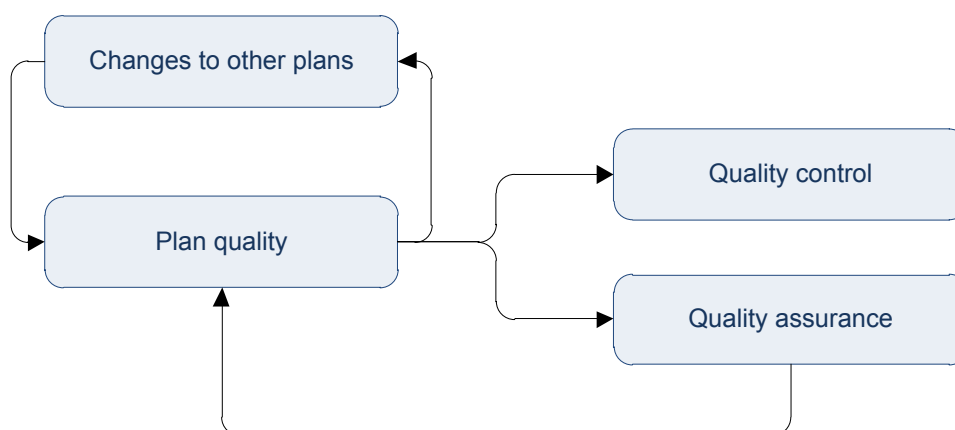 Changes to other plans
Quality control
Plan quality
Quality assurance